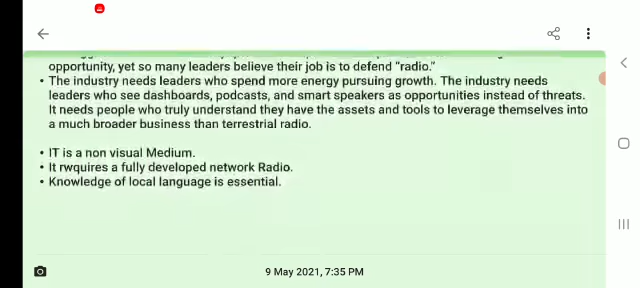 opportunity, yet so many leaders believe their job is to defend “radio.”
• The industry needs leaders who spend more energy pursuing growth. The industry needs
leaders who see dashboards, podcasts, and smart speakers as opportunities instead of threats.
It needs people who truly understand they have the assets and tools to leverage themselves into
a much broader business than terrestrial radio.
• IT is a non visual Medium.
• It rwquires a fully developed network Radio.
• Knowledge of local language is essential.
9 May 2021, 7:35 PM